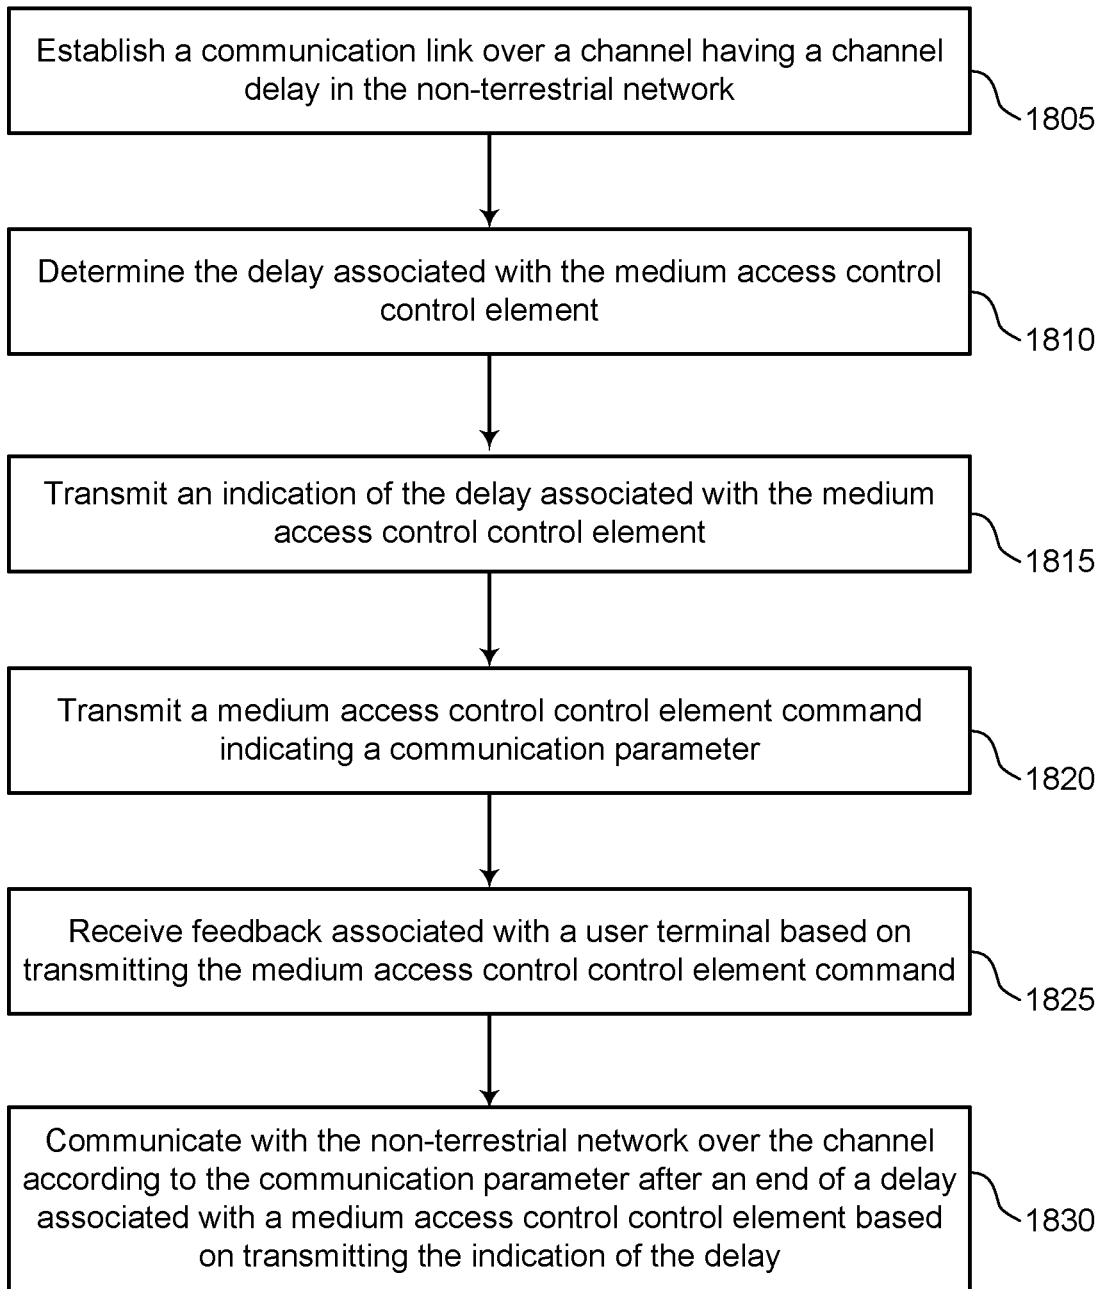 Establish a communication link over a channel having a channel
delay in the non-terrestrial network
1805
Determine the delay associated with the medium access control
control element
1810
Transmit an indication of the delay associated with the medium
access control control element
1815
Transmit a medium access control control element command
indicating a communication parameter
1820
Receive feedback associated with a user terminal based on
transmitting the medium access control control element command
1825
Communicate with the non-terrestrial network over the channel
according to the communication parameter after an end of a delay
associated with a medium access control control element based
on transmitting the indication of the delay
1830